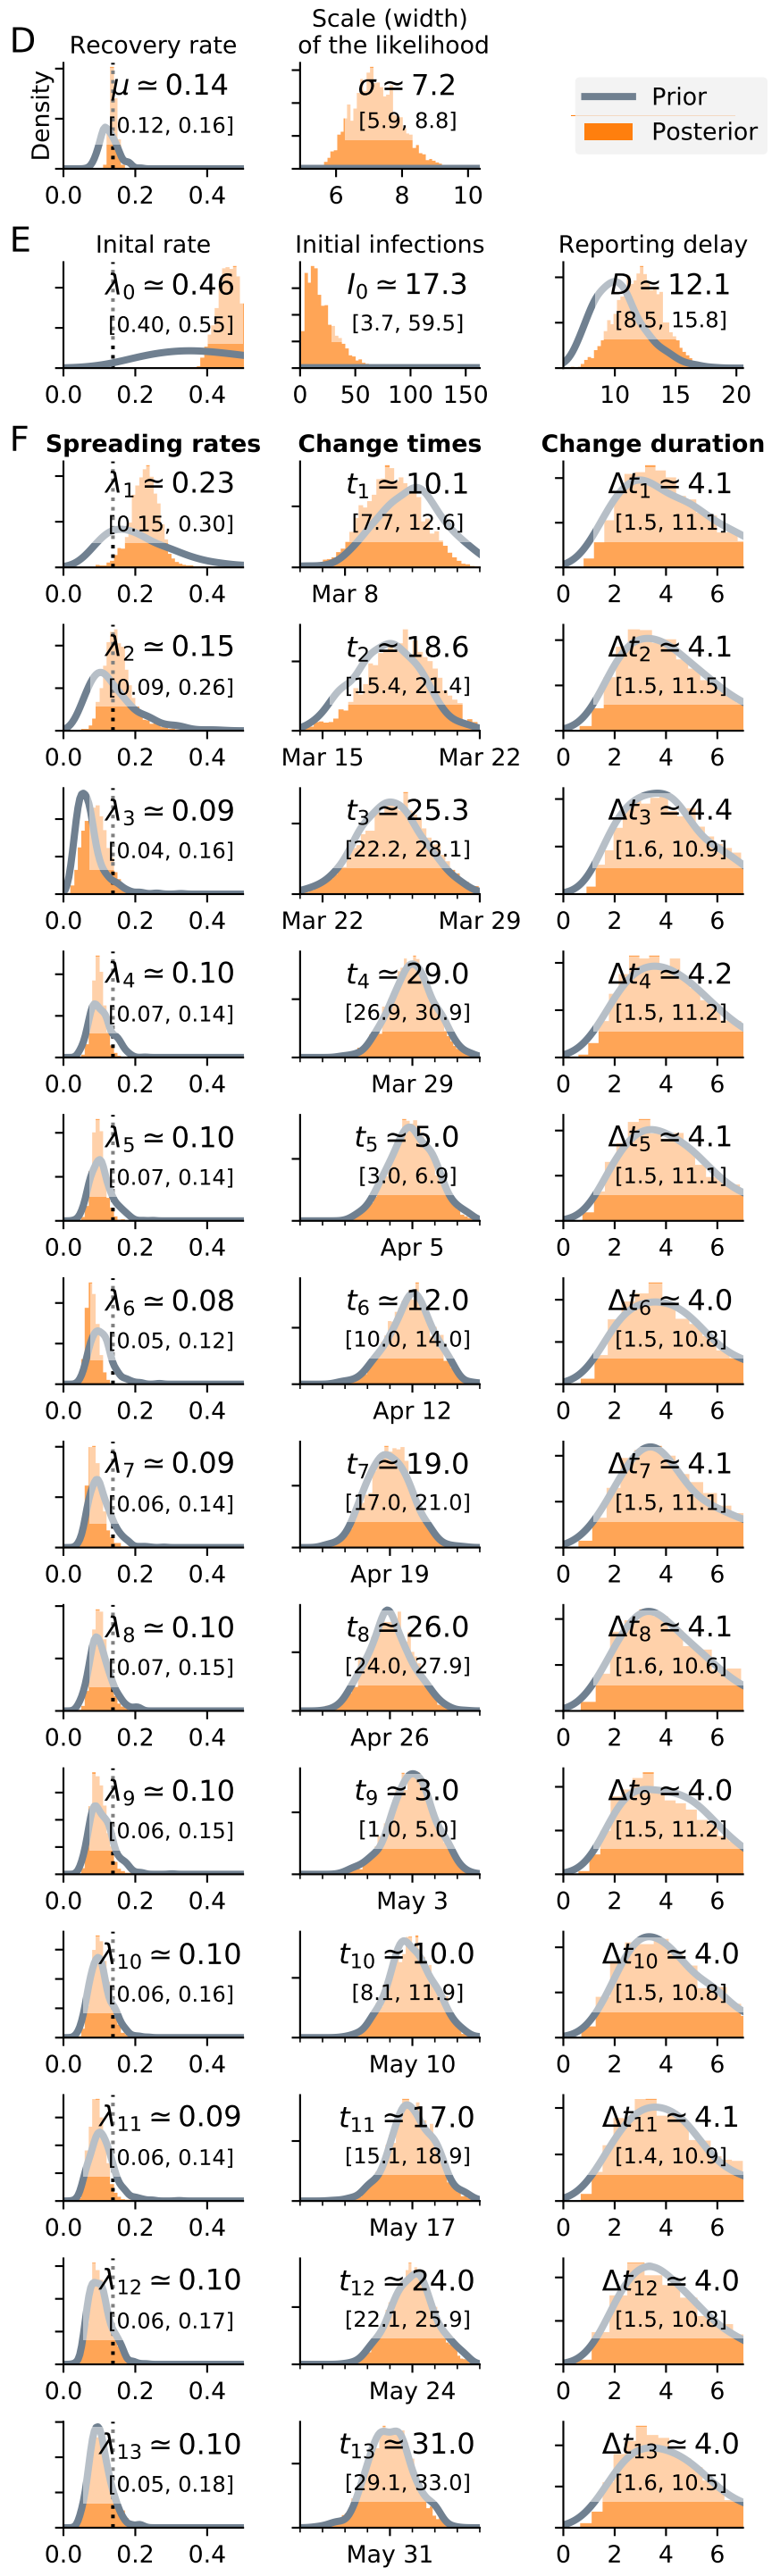 D
Recovery rate
Scale (width)
of the likelihood
Density
μ ≃ 0.14
[0.12, 0.16]
0.0 0.2 0.4
σ ≃ 7.2
[5.9, 8.8]
6 8 10
Prior
Posterior
E
Inital rate
Initial infections
Reporting delay
λ₀ ≃ 0.46
[0.40, 0.55]
0.0 0.2 0.4
I₀ ≃ 17.3
[3.7, 59.5]
0 50 100 150
D ≃ 12.1
[8.5, 15.8]
10 15 20
F
Spreading rates
Change times
Change duration
λ₁ ≃ 0.23
[0.15, 0.30]
0.0 0.2 0.4
t₁ ≃ 10.1
[7.7, 12.6]
Mar 8
Δt₁ ≃ 4.1
[1.5, 11.1]
0 2 4 6
λ₂ ≃ 0.15
[0.09, 0.26]
0.0 0.2 0.4
t₂ ≃ 18.6
[15.4, 21.4]
Mar 15 Mar 22
Δt₂ ≃ 4.1
[1.5, 11.5]
0 2 4 6
λ₃ ≃ 0.09
[0.04, 0.16]
0.0 0.2 0.4
t₃ ≃ 25.3
[22.2, 28.1]
Mar 22 Mar 29
Δt₃ ≃ 4.4
[1.6, 10.9]
0 2 4 6
λ₄ ≃ 0.10
[0.07, 0.14]
0.0 0.2 0.4
t₄ ≃ 29.0
[26.9, 30.9]
Mar 29
Δt₄ ≃ 4.2
[1.5, 11.2]
0 2 4 6
λ₅ ≃ 0.10
[0.07, 0.14]
0.0 0.2 0.4
t₅ ≃ 5.0
[3.0, 6.9]
Apr 5
Δt₅ ≃ 4.1
[1.5, 11.1]
0 2 4 6
λ₆ ≃ 0.08
[0.05, 0.12]
0.0 0.2 0.4
t₆ ≃ 12.0
[10.0, 14.0]
Apr 12
Δt₆ ≃ 4.0
[1.5, 10.8]
0 2 4 6
λ₇ ≃ 0.09
[0.06, 0.14]
0.0 0.2 0.4
t₇ ≃ 19.0
[17.0, 21.0]
Apr 19
Δt₇ ≃ 4.1
[1.5, 11.1]
0 2 4 6
λ₈ ≃ 0.10
[0.07, 0.15]
0.0 0.2 0.4
t₈ ≃ 26.0
[24.0, 27.9]
Apr 26
Δt₈ ≃ 4.1
[1.6, 10.6]
0 2 4 6
λ₉ ≃ 0.10
[0.06, 0.15]
0.0 0.2 0.4
t₉ ≃ 3.0
[1.0, 5.0]
May 3
Δt₉ ≃ 4.0
[1.5, 11.2]
0 2 4 6
λ₁₀ ≃ 0.10
[0.06, 0.16]
0.0 0.2 0.4
t₁₀ ≃ 10.0
[8.1, 11.9]
May 10
Δt₁₀ ≃ 4.0
[1.5, 10.8]
0 2 4 6
λ₁₁ ≃ 0.09
[0.06, 0.14]
0.0 0.2 0.4
t₁₁ ≃ 17.0
[15.1, 18.9]
May 17
Δt₁₁ ≃ 4.1
[1.4, 10.9]
0 2 4 6
λ₁₂ ≃ 0.10
[0.06, 0.17]
0.0 0.2 0.4
t₁₂ ≃ 24.0
[22.1, 25.9]
May 24
Δt₁₂ ≃ 4.0
[1.5, 10.8]
0 2 4 6
λ₁₃ ≃ 0.10
[0.05, 0.18]
0.0 0.2 0.4
t₁₃ ≃ 31.0
[29.1, 33.0]
May 31
Δt₁₃ ≃ 4.0
[1.6, 10.5]
0 2 4 6